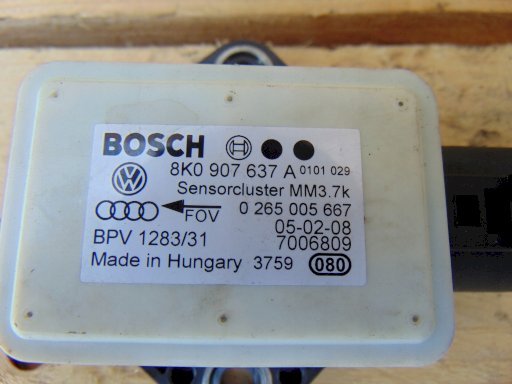 BOSCH
8K0 907 637 A 0101 029
Sensorcluster MM3.7k
FOV 0 265 005 667
05-02-08
BPV 1283/31 7006809
Made in Hungary 3759 080